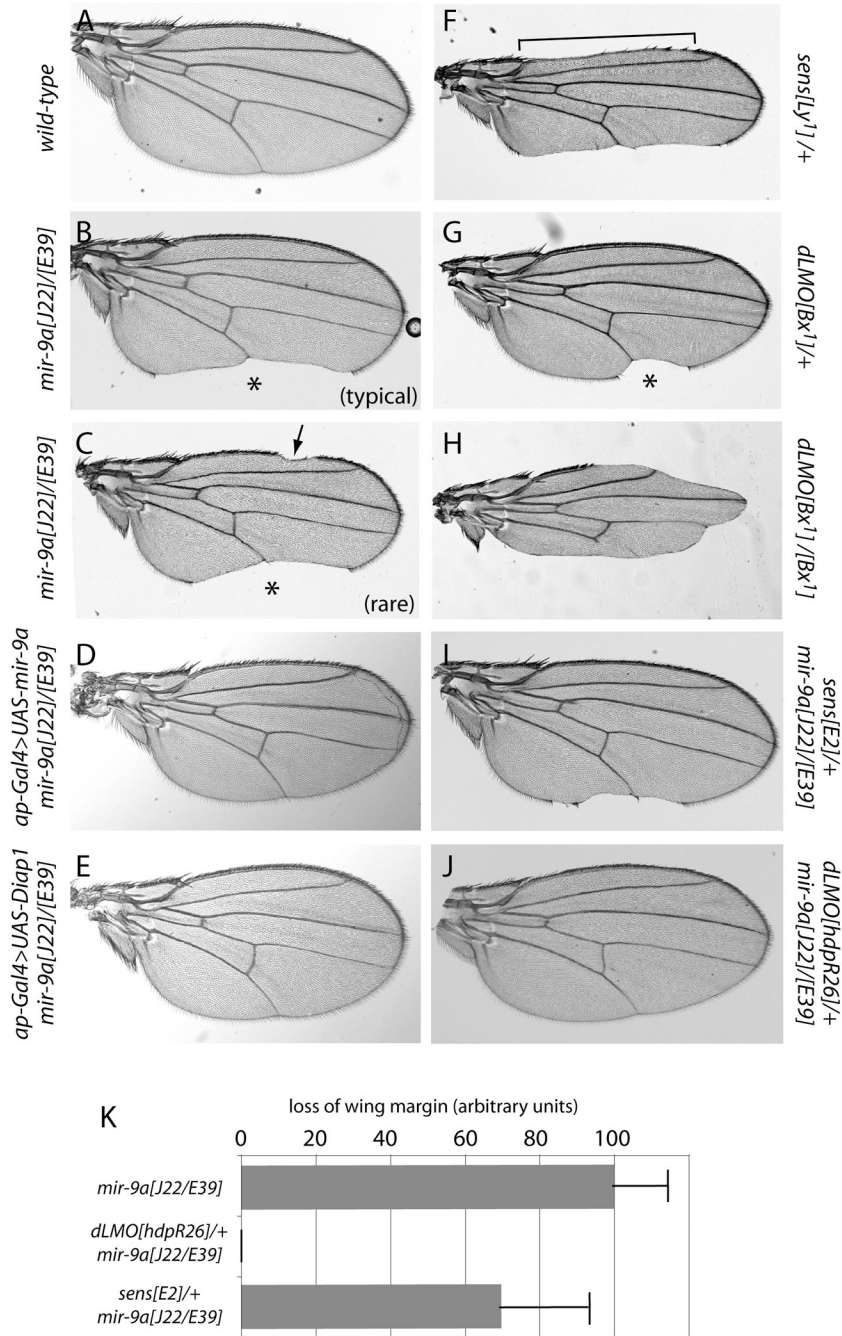 A
wild-type
F
sens[Ly¹]/+
B
mir-9a[J22]/[E39]
*
(typical)
G
dLMO[Bx¹]/+
*
C
mir-9a[J22]/[E39]
*
(rare)
H
dLMO[Bx¹]/[Bx¹]
D
ap-Gal4>UAS-mir-9a
mir-9a[J22]/[E39]
I
sens[E2]/+
mir-9a[J22]/[E39]
E
ap-Gal4>UAS-Diap1
mir-9a[J22]/[E39]
J
dLMO[hdpR26]/+
mir-9a[J22]/[E39]
K
loss of wing margin (arbitrary units)
0 20 40 60 80 100
mir-9a[J22/E39]
dLMO[hdpR26]/+
mir-9a[J22/E39]
sens[E2]/+
mir-9a[J22/E39]